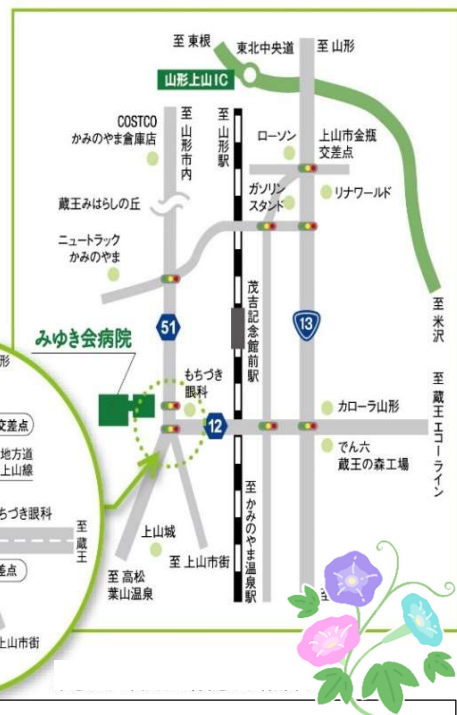 至 東根
東北中央道
至 山形
山形上山IC
COSTCO
かみのやま倉庫店
至 山形市内
至 山形駅
ローソン
上山市金瓶
交差点
ガソリン
スタンド
リナワールド
蔵王みはらしの丘
ニュートラック
かみのやま
茂吉記念館前駅
至 米沢
51
13
みゆき会病院
もちづき
眼科
12
カローラ山形
でん六
蔵王の森工場
至 蔵王エコーライン
至 かみのやま温泉駅
上山城
至 上山市街
至 高松
葉山温泉
形
交差点
地方道
上山線
ちづき眼科
至 蔵王
差点
上山市街
至